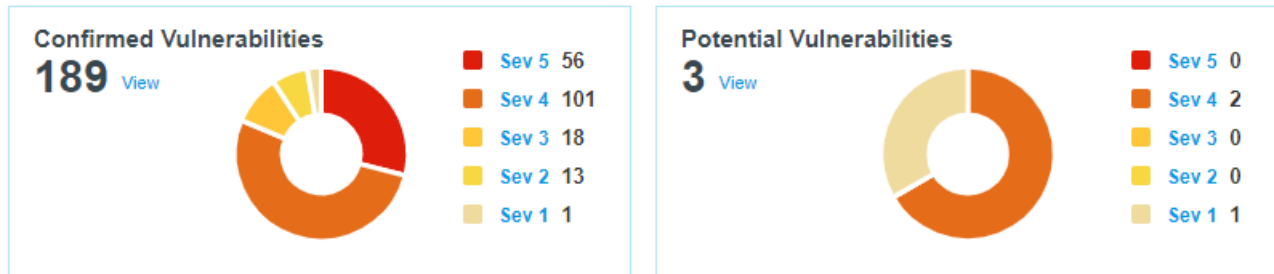 Confirmed Vulnerabilities
189 View
Sev 5 56
Sev 4 101
Sev 3 18
Sev 2 13
Sev 1 1
Potential Vulnerabilities
3 View
Sev 5 0
Sev 4 2
Sev 3 0
Sev 2 0
Sev 1 1